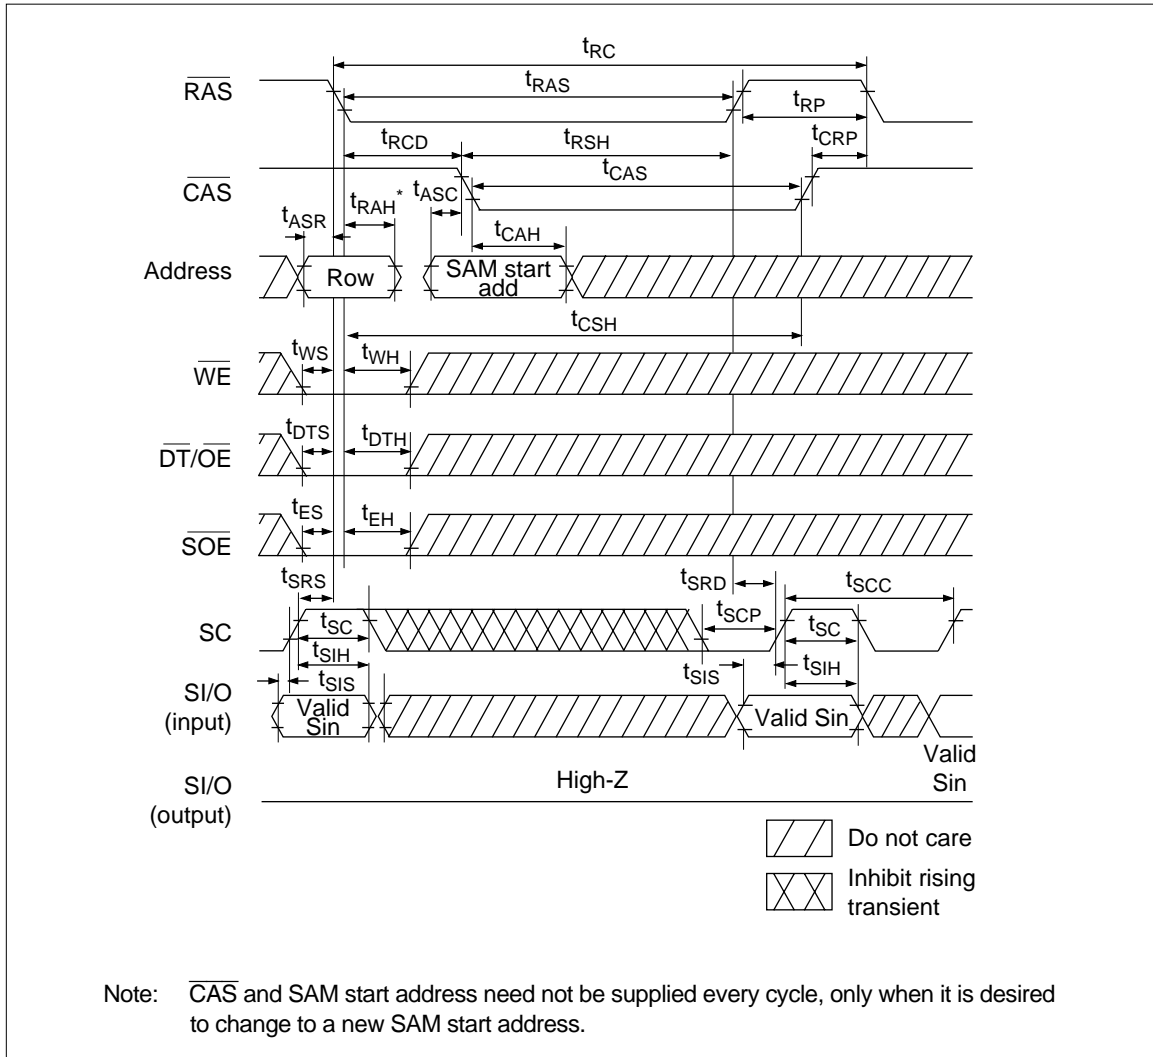 tRC
RAS
tRAS
tRP
tRCD
tRSH
tCRP
CAS
tCAS
tASC
tRAH*
tASR
tCAH
Address
Row
SAM start
add
tCSH
tWS
tWH
WE
tDTS
tDTH
DT/OE
tES
tEH
SOE
tSRS
tSRD
tSCC
tSCP
SC
tSC
tSC
tSIH
tSIS
tSIH
tSIS
SI/O
(input)
Valid
Sin
Valid Sin
Valid
Sin
SI/O
(output)
High-Z
Do not care
Inhibit rising
transient
Note: CAS and SAM start address need not be supplied every cycle, only when it is desired
to change to a new SAM start address.